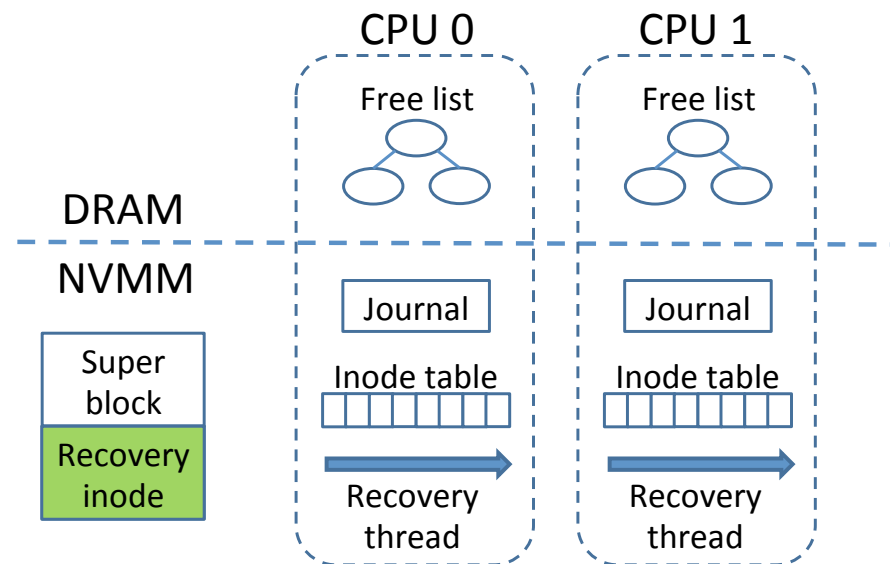 CPU 0
CPU 1
Free list
Free list
DRAM
NVMM
Journal
Journal
Super
block
Recovery
inode
Inode table
Inode table
Recovery
thread
Recovery
thread